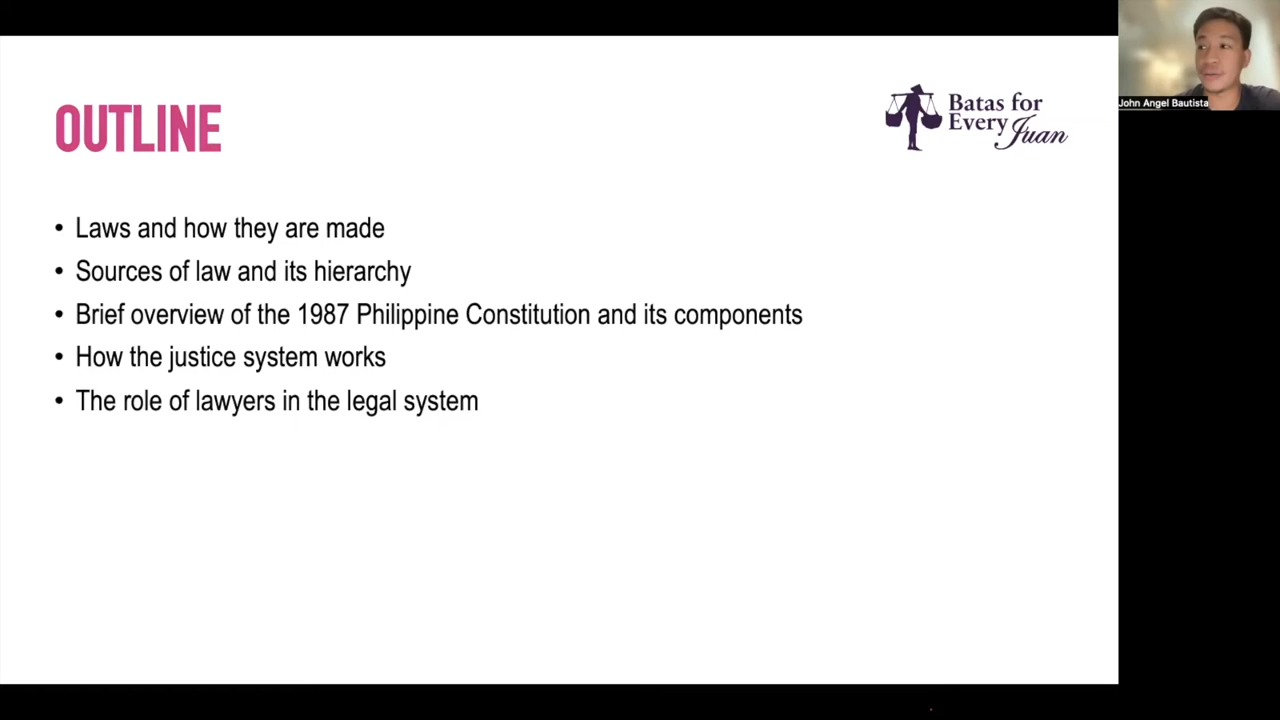 OUTLINE
Batas for
Every Juan
John Angel Bautista
• Laws and how they are made
• Sources of law and its hierarchy
• Brief overview of the 1987 Philippine Constitution and its components
• How the justice system works
• The role of lawyers in the legal system